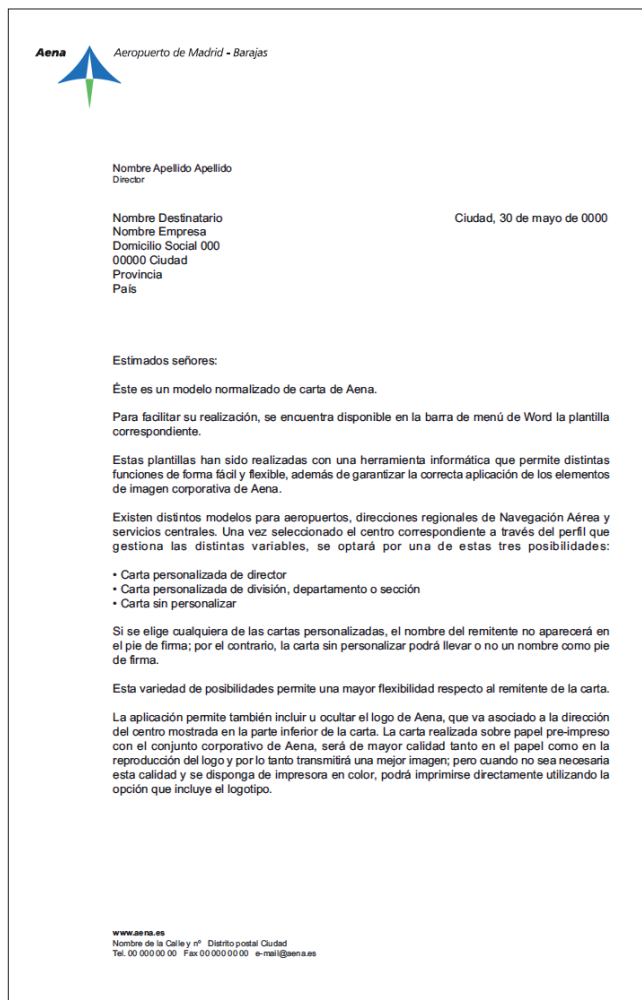 Aena Aeropuerto de Madrid - Barajas
Nombre Apellido Apellido
Director
Nombre Destinatario Ciudad, 30 de mayo de 0000
Nombre Empresa
Domicilio Social 000
00000 Ciudad
Provincia
País
Estimados señores:
Éste es un modelo normalizado de carta de Aena.
Para facilitar su realización, se encuentra disponible en la barra de menú de Word la plantilla
correspondiente.
Estas plantillas han sido realizadas con una herramienta informática que permite distintas
funciones de forma fácil y flexible, además de garantizar la correcta aplicación de los elementos
de imagen corporativa de Aena.
Existen distintos modelos para aeropuertos, direcciones regionales de Navegación Aérea y
servicios centrales. Una vez seleccionado el centro correspondiente a través del perfil que
gestiona las distintas variables, se optará por una de estas tres posibilidades:
• Carta personalizada de director
• Carta personalizada de división, departamento o sección
• Carta sin personalizar
Si se elige cualquiera de las cartas personalizadas, el nombre del remitente no aparecerá en
el pie de firma; por el contrario, la carta sin personalizar podrá llevar o no un nombre como pie
de firma.
Esta variedad de posibilidades permite una mayor flexibilidad respecto al remitente de la carta.
La aplicación permite también incluir u ocultar el logo de Aena, que va asociado a la dirección
del centro mostrada en la parte inferior de la carta. La carta realizada sobre papel pre-impreso
con el conjunto corporativo de Aena, será de mayor calidad tanto en el papel como en la
reproducción del logo y por lo tanto transmitirá una mejor imagen; pero cuando no sea necesaria
esta calidad y se disponga de impresora en color, podrá imprimirse directamente utilizando la
opción que incluye el logotipo.
www.aena.es
Nombre de la Calle y nº Distrito postal Ciudad
Tel. 00 000 00 00 Fax 00 000 00 00 e-mail@aena.es